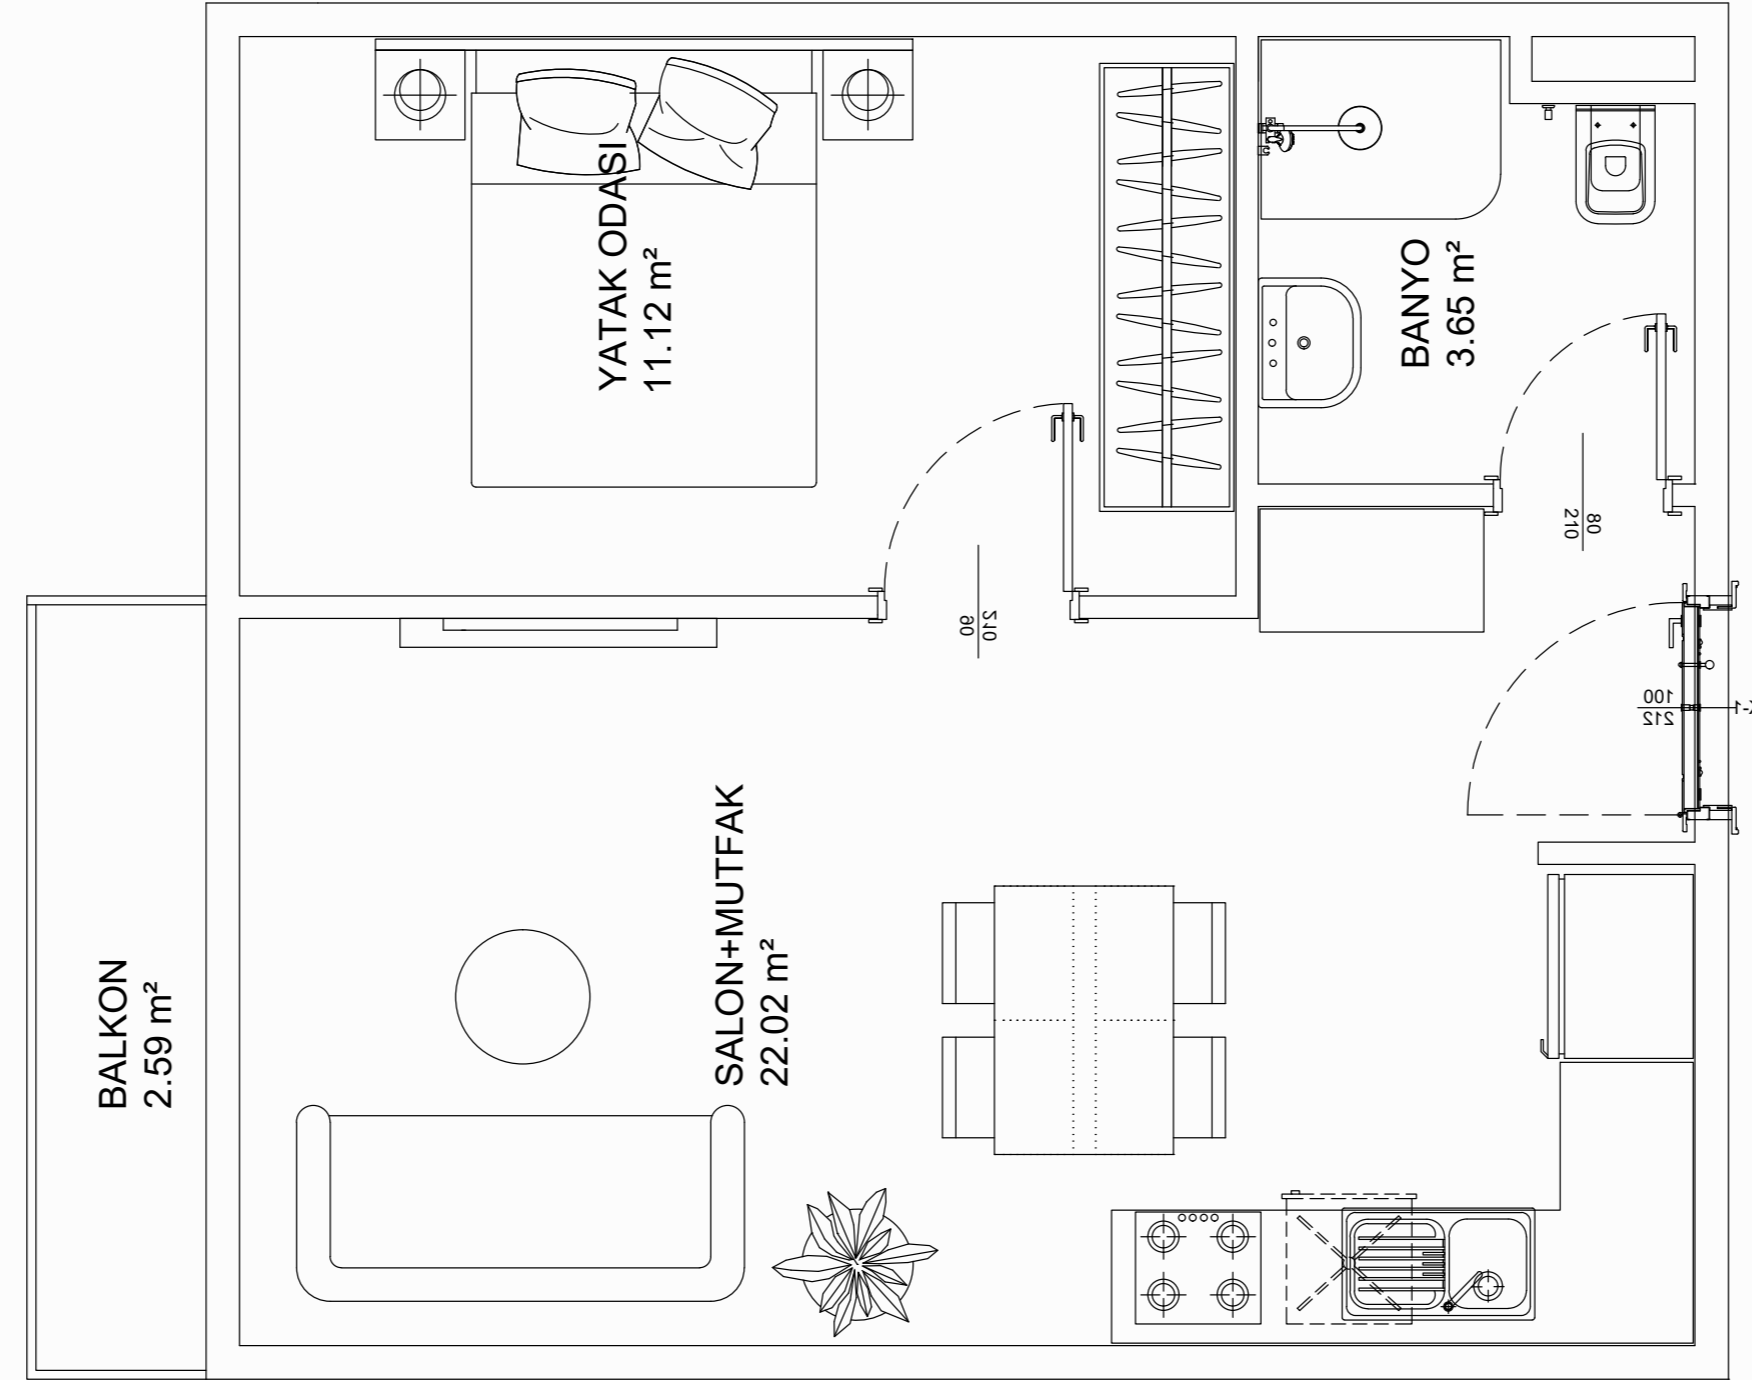 YATAK ODASI
11.12 m²
BANYO
3.65 m²
80
210
210
90
100
212
SALON+MUTFAK
22.02 m²
BALKON
2.59 m²